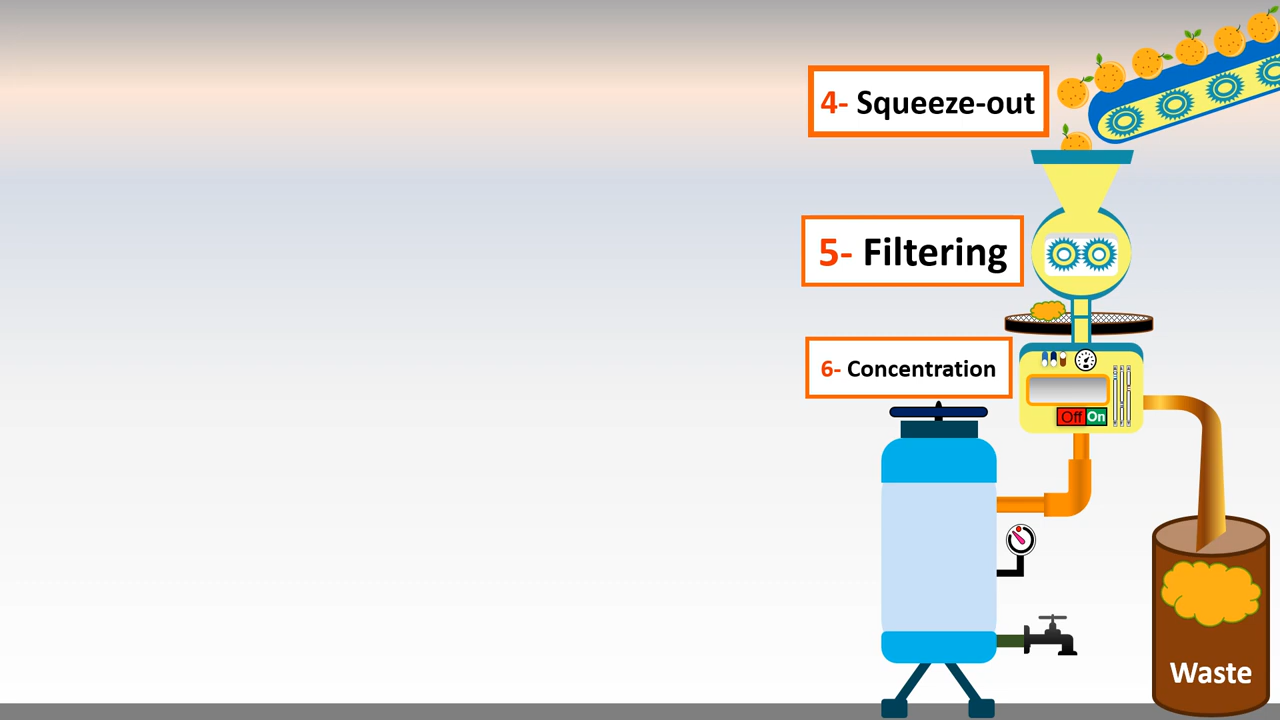 4- Squeeze-out
5- Filtering
6- Concentration
Off On
Waste